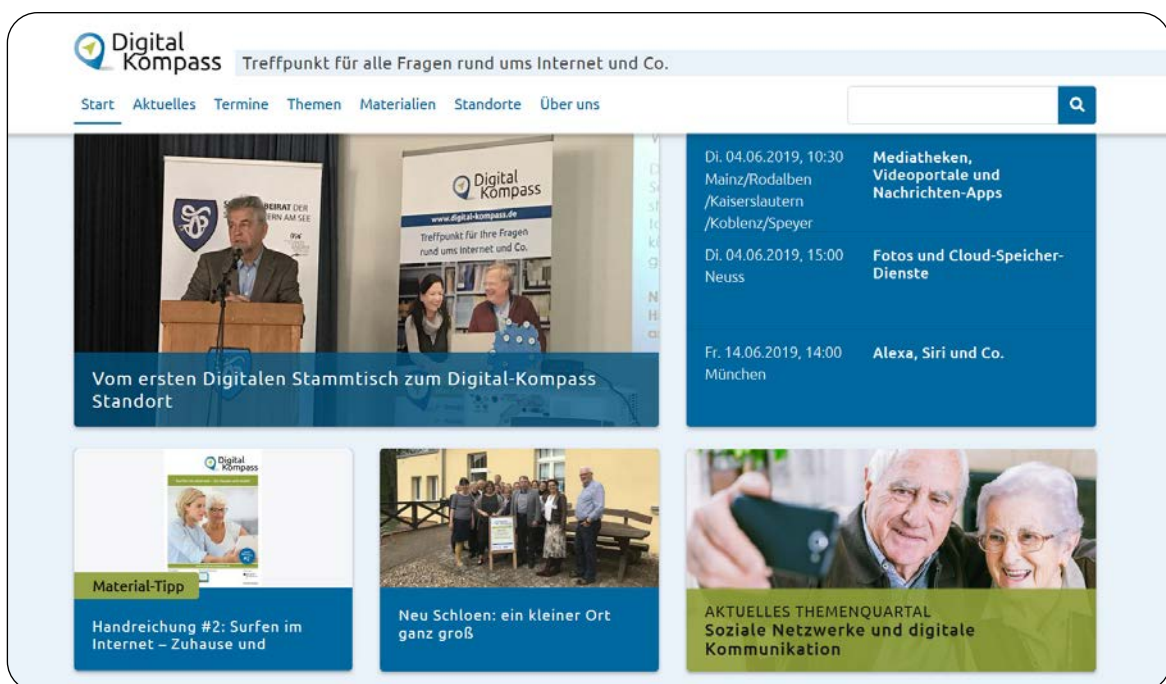 Digital
Kompass
Treffpunkt für alle Fragen rund ums Internet und Co.
Start Aktuelles Termine Themen Materialien Standorte Über uns
BEIRAT DER
ERN AM SEE
Digital
Kompass
www.digital-kompass.de
Treffpunkt für Ihre Fragen
rund ums Internet und Co.
Vom ersten Digitalen Stammtisch zum Digital-Kompass
Standort
Di. 04.06.2019, 10:30
Mainz/Rodalben
/Kaiserslautern
/Koblenz/Speyer
Mediatheken,
Videoportale und
Nachrichten-Apps
Di. 04.06.2019, 15:00
Neuss
Fotos und Cloud-Speicher-
Dienste
Fr. 14.06.2019, 14:00
München
Alexa, Siri und Co.
Digital
Kompass
Material-Tipp
Handreichung #2: Surfen im
Internet – Zuhause und
Neu Schloen: ein kleiner Ort
ganz groß
AKTUELLES THEMENQUARTAL
Soziale Netzwerke und digitale
Kommunikation